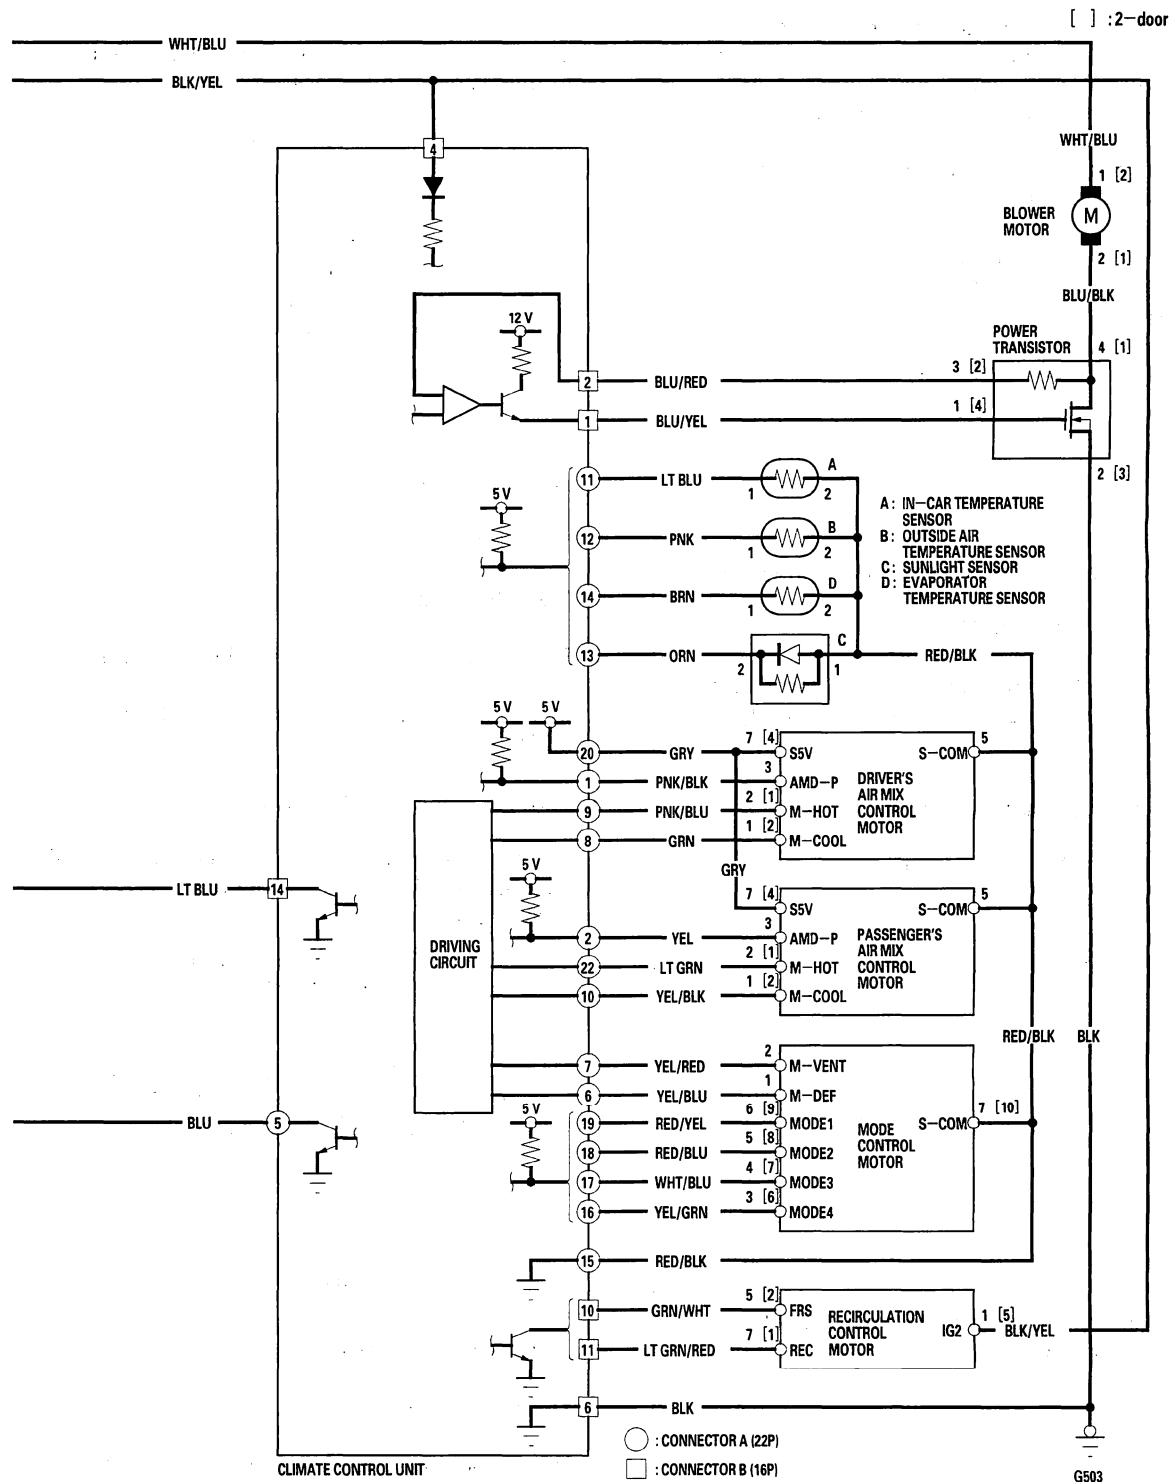 [ ] : 2-door
WHT/BLU
BLK/YEL
4
WHT/BLU
1 [2]
BLOWER
MOTOR
M
2 [1]
BLU/BLK
12 V
POWER
TRANSISTOR
4 [1]
2
BLU/RED
3 [2]
1
BLU/YEL
1 [4]
2 [3]
11
LT BLU
1
A
2
5 V
12
PNK
1
B
2
14
BRN
1
D
2
13
ORN
2
C
1
RED/BLK
A : IN-CAR TEMPERATURE
SENSOR
B : OUTSIDE AIR
TEMPERATURE SENSOR
C : SUNLIGHT SENSOR
D : EVAPORATOR
TEMPERATURE SENSOR
5 V
5 V
20
GRY
7 [4]
S5V
S-COM
5
1
PNK/BLK
3
AMD-P
9
PNK/BLU
2 [1]
M-HOT
8
GRN
1 [2]
M-COOL
DRIVER'S
AIR MIX
CONTROL
MOTOR
GRY
LT BLU
14
5 V
DRIVING
CIRCUIT
7 [4]
S5V
S-COM
5
2
YEL
3
AMD-P
22
LT GRN
2 [1]
M-HOT
10
YEL/BLK
1 [2]
M-COOL
PASSENGER'S
AIR MIX
CONTROL
MOTOR
RED/BLK
BLK
7
YEL/RED
2
M-VENT
6
YEL/BLU
1
M-DEF
BLU
5
5 V
19
RED/YEL
6 [9]
MODE1
18
RED/BLU
5 [8]
MODE2
17
WHT/BLU
4 [7]
MODE3
16
YEL/GRN
3 [6]
MODE4
MODE
CONTROL
MOTOR
S-COM
7 [10]
15
RED/BLK
10
GRN/WHT
5 [2]
FRS
11
LT GRN/RED
7 [1]
REC
RECIRCULATION
CONTROL
MOTOR
IG2
1 [5]
BLK/YEL
6
BLK
: CONNECTOR A (22P)
: CONNECTOR B (16P)
CLIMATE CONTROL UNIT
G503